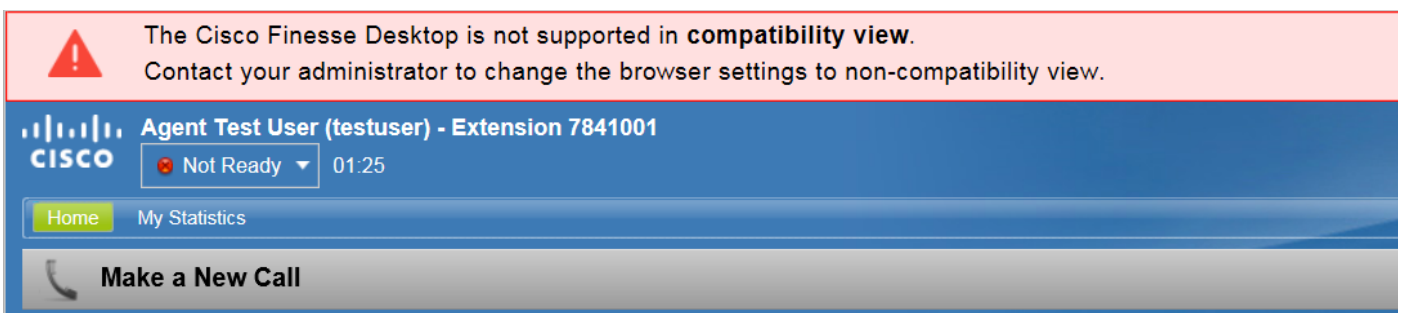 The Cisco Finesse Desktop is not supported in compatibility view.
Contact your administrator to change the browser settings to non-compatibility view.
Agent Test User (testuser) - Extension 7841001
CISCO
Not Ready 01:25
Home My Statistics
Make a New Call